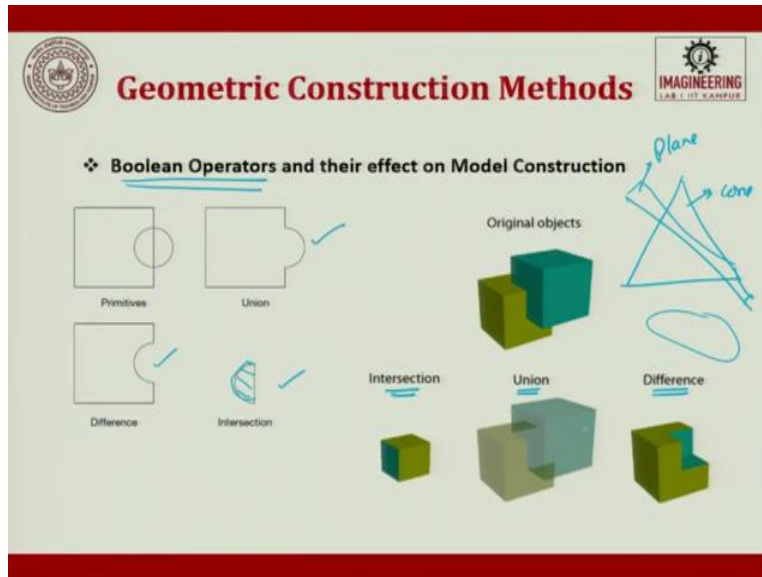 Geometric Construction Methods
IMAGINEERING
LAB | IIT KANPUR
❖ Boolean Operators and their effect on Model Construction
Plane
cone
Original objects
Primitives
Union
Intersection
Union
Difference
Difference
Intersection